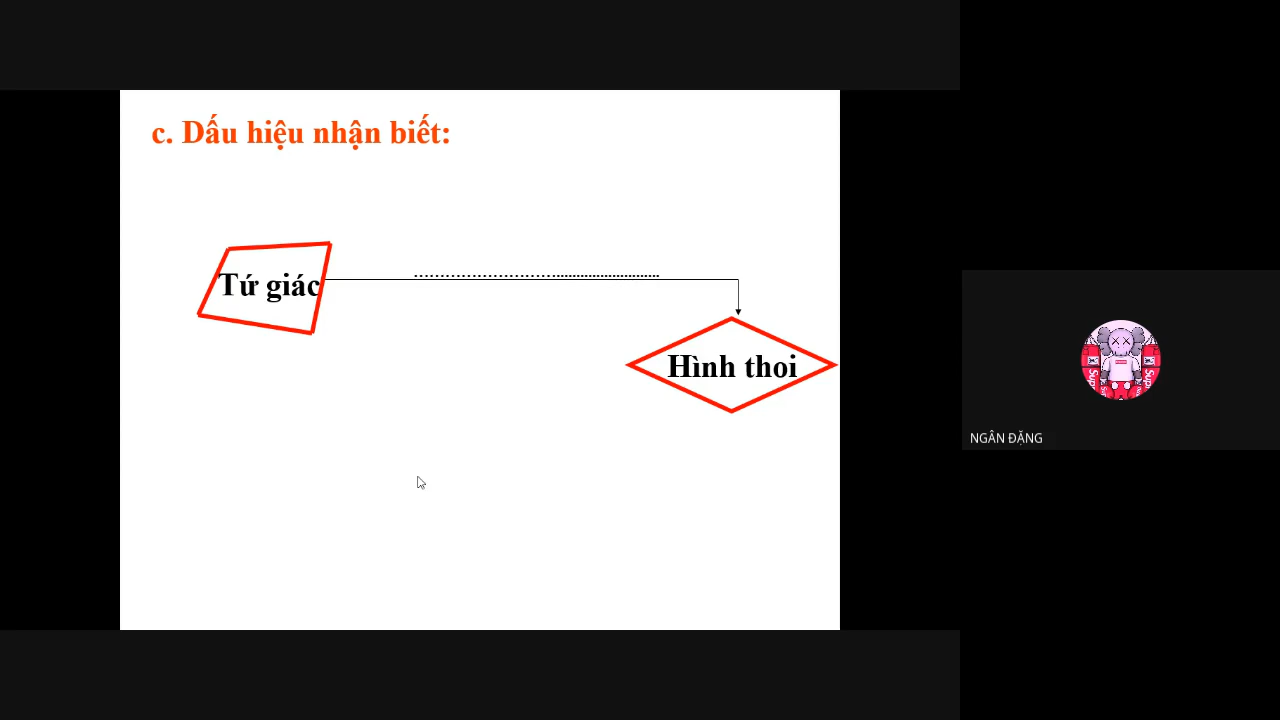 c. Dấu hiệu nhận biết:
............................................................
Tứ giác
Hình thoi
NGÂN ĐẶNG